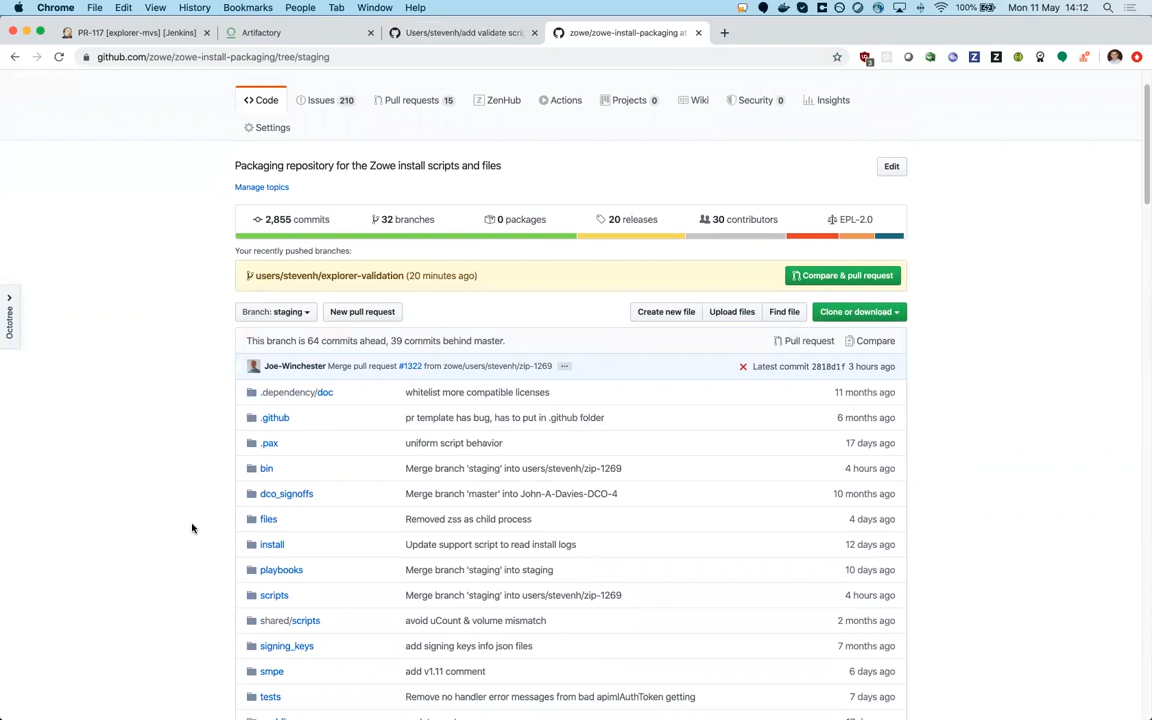 Chrome File Edit View History Bookmarks People Tab Window Help 100% Mon 11 May 14:12
PR-117 [explorer-mvs] [Jenkins] Artifactory Users/stevenh/add validate scri zowe/zowe-install-packaging at
github.com/zowe/zowe-install-packaging/tree/staging 3
Code Issues 210 Pull requests 15 ZenHub Actions Projects 0 Wiki Security 0 Insights
Settings
Packaging repository for the Zowe install scripts and files Edit
Manage topics
2,855 commits 32 branches 0 packages 20 releases 30 contributors EPL-2.0
Your recently pushed branches:
users/stevenh/explorer-validation (20 minutes ago) Compare & pull request
Octotree
Branch: staging New pull request Create new file Upload files Find file Clone or download
This branch is 64 commits ahead, 39 commits behind master. Pull request Compare
Joe-Winchester Merge pull request #1322 from zowe/users/stevenh/zip-1269 ... Latest commit 2818d1f 3 hours ago
.dependency/doc whitelist more compatible licenses 11 months ago
.github pr template has bug, has to put in .github folder 6 months ago
.pax uniform script behavior 17 days ago
bin Merge branch 'staging' into users/stevenh/zip-1269 4 hours ago
dco_signoffs Merge branch 'master' into John-A-Davies-DCO-4 10 months ago
files Removed zss as child process 4 days ago
install Update support script to read install logs 12 days ago
playbooks Merge branch 'staging' into staging 10 days ago
scripts Merge branch 'staging' into users/stevenh/zip-1269 4 hours ago
shared/scripts avoid uCount & volume mismatch 2 months ago
signing_keys add signing keys info json files 7 months ago
smpe add v1.11 comment 6 days ago
tests Remove no handler error messages from bad apimlAuthToken getting 7 days ago